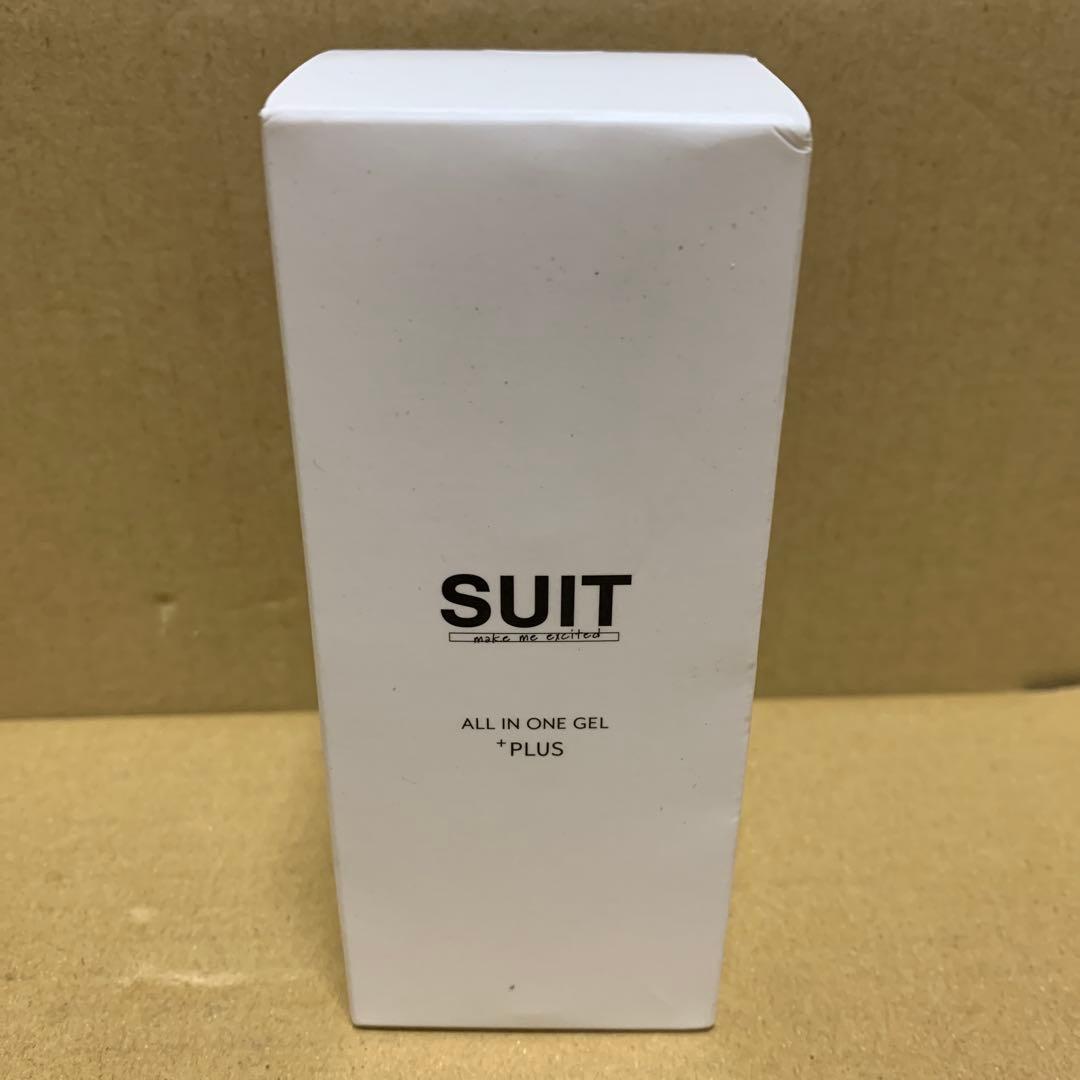 SUIT
make me excited
ALL IN ONE GEL
+PLUS